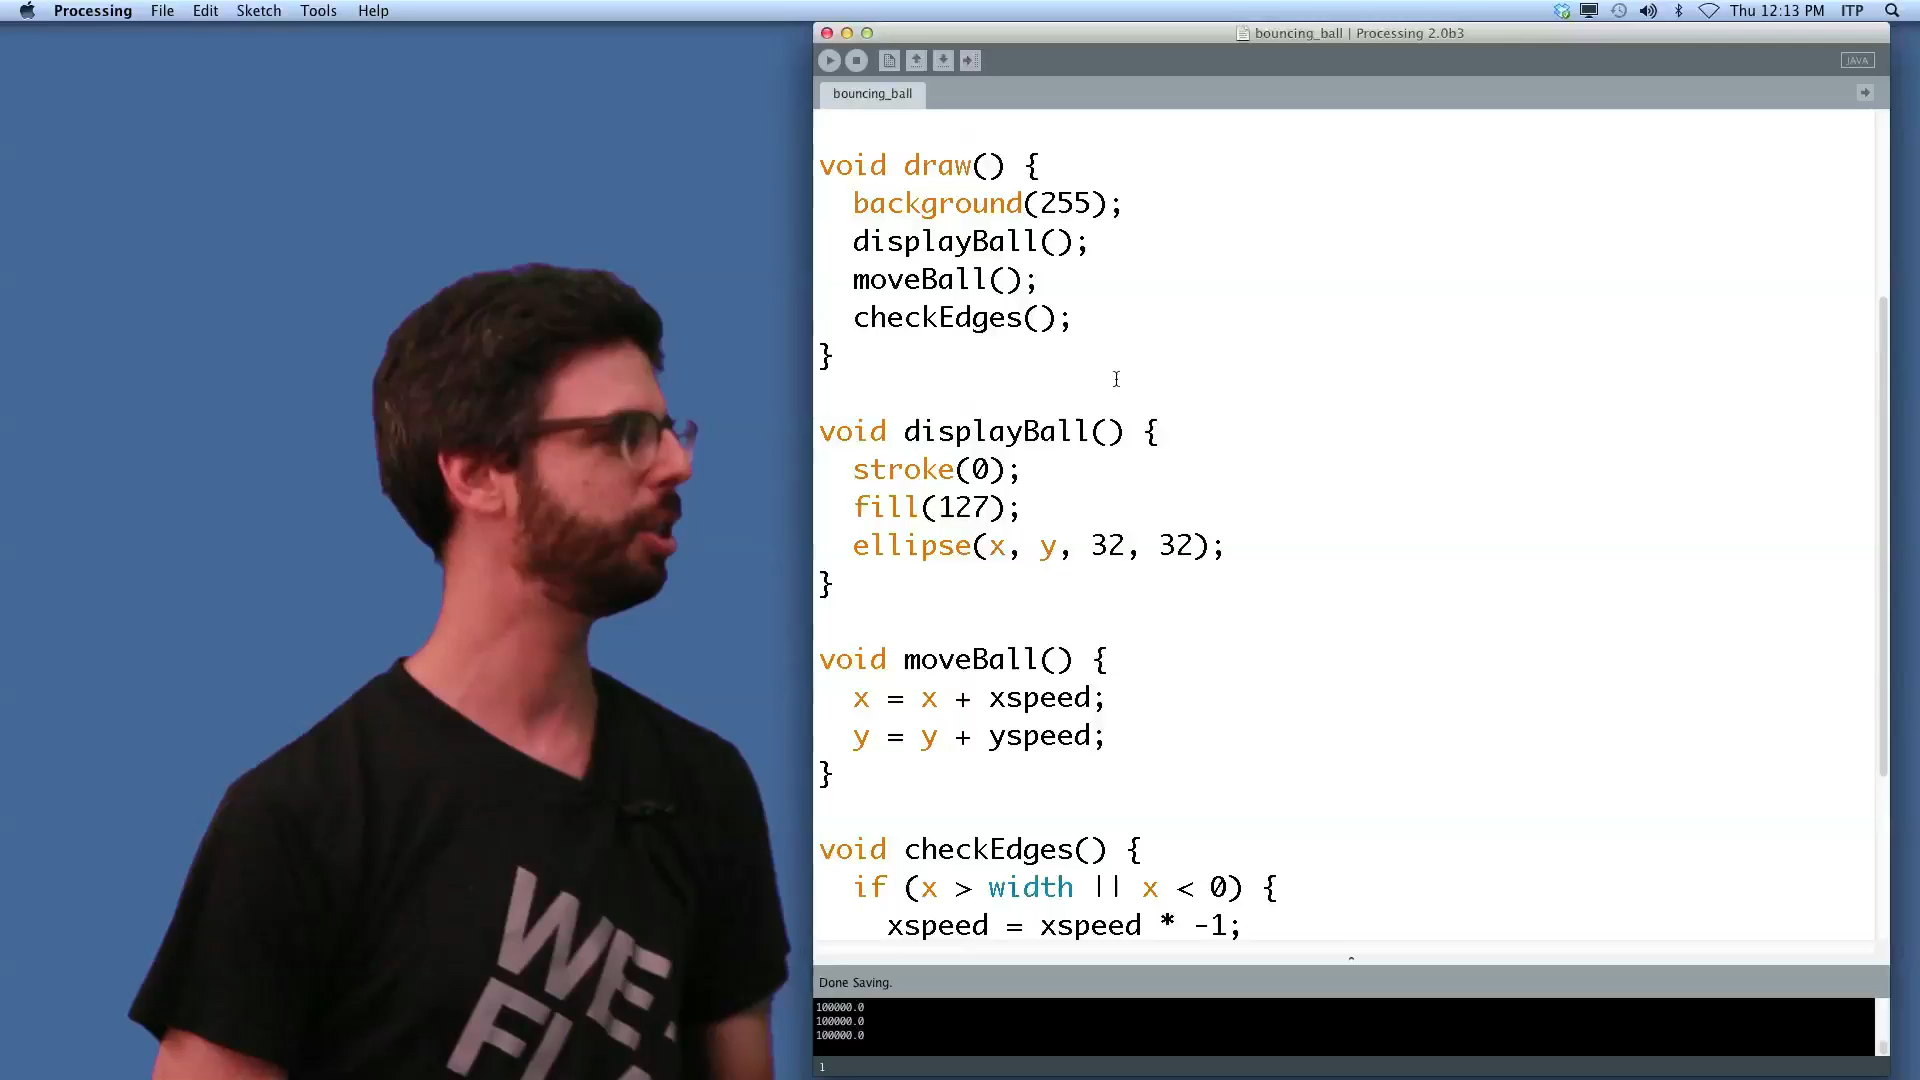 Processing File Edit Sketch Tools Help
Thu 12:13 PM ITP
bouncing_ball | Processing 2.0b3
JAVA
bouncing_ball
void draw() {
background(255);
displayBall();
moveBall();
checkEdges();
}
void displayBall() {
stroke(0);
fill(127);
ellipse(x, y, 32, 32);
}
void moveBall() {
x = x + xspeed;
y = y + yspeed;
}
void checkEdges() {
if (x > width || x < 0) {
xspeed = xspeed * -1;
Done Saving.
100000.0
100000.0
100000.0
1
WE